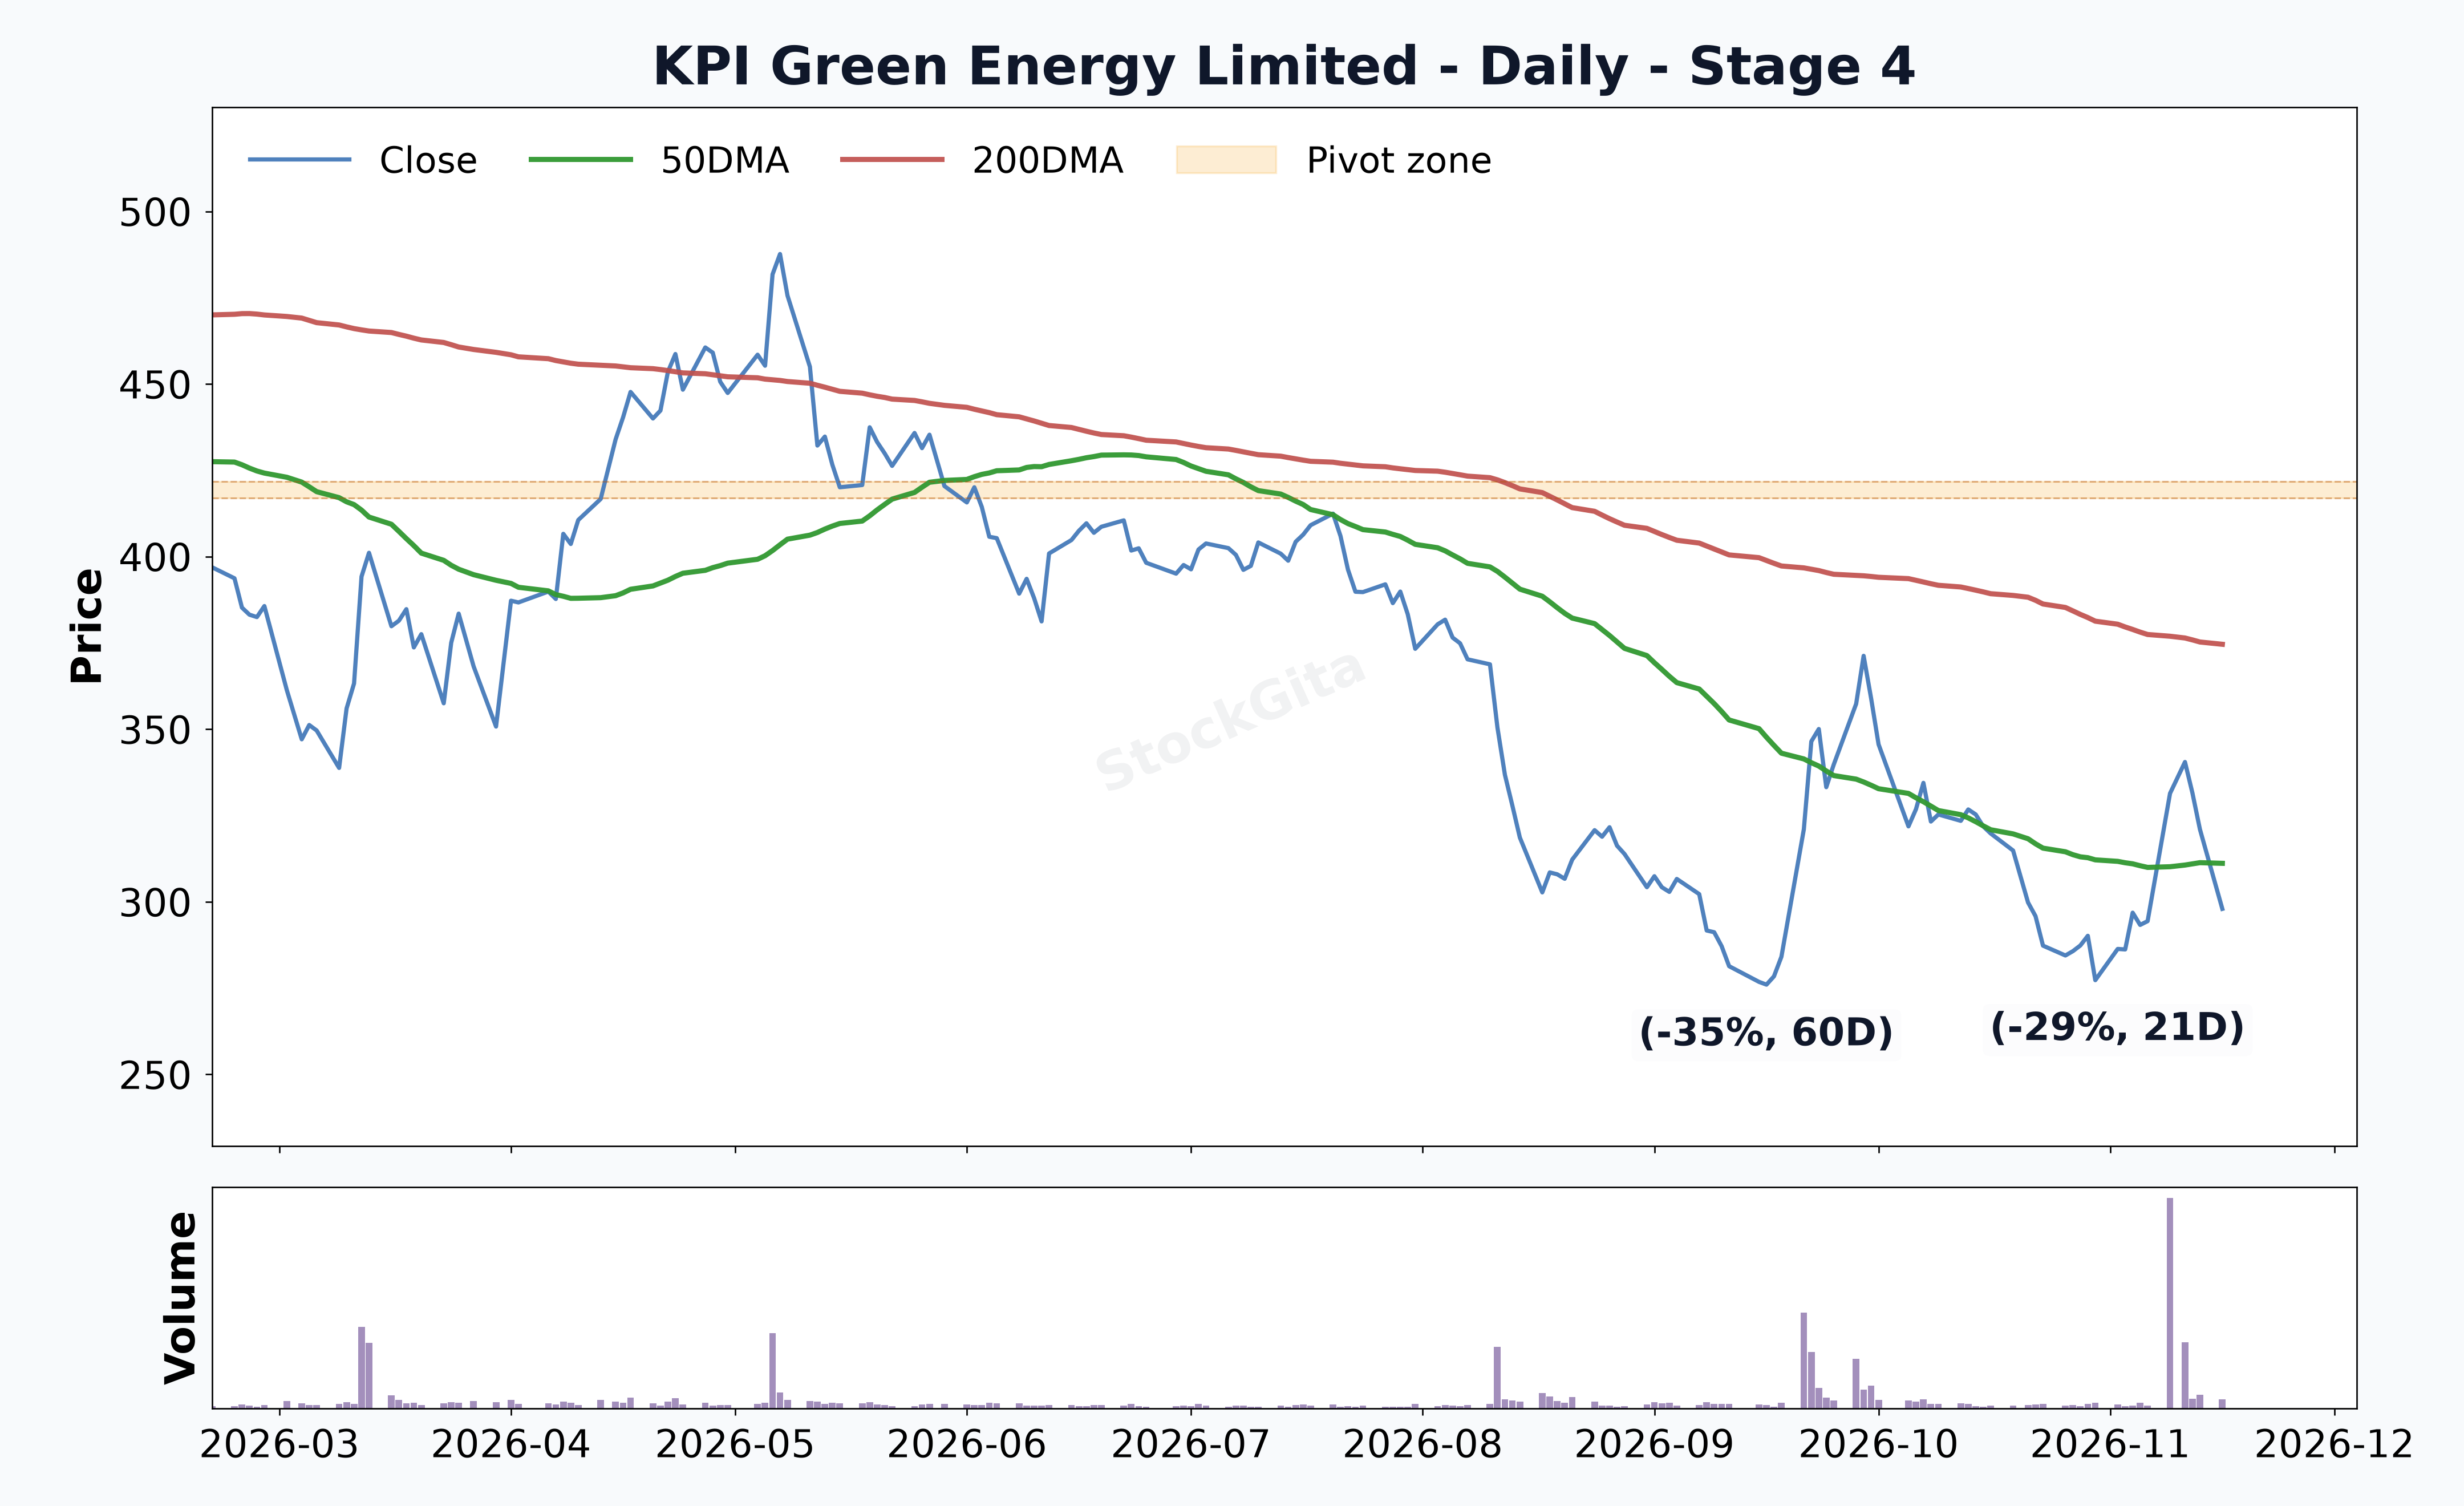 KPI Green Energy Limited - Daily - Stage 4
Close 50DMA 200DMA Pivot zone
500
450
400
350
300
250
Price
StockGita
(-35%, 60D) (-29%, 21D)
Volume
2026-03 2026-04 2026-05 2026-06 2026-07 2026-08 2026-09 2026-10 2026-11 2026-12